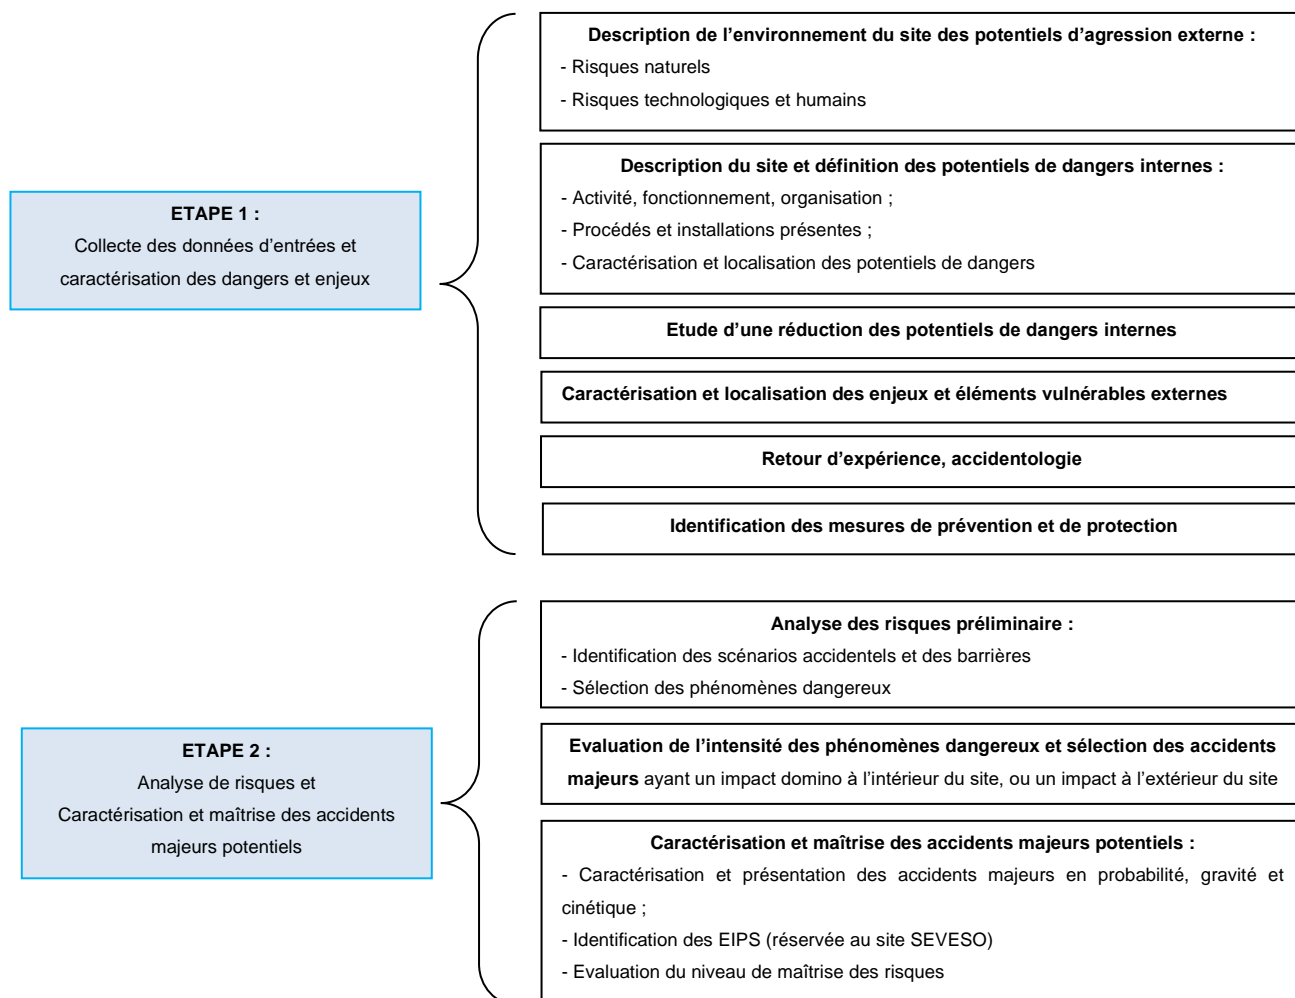 Description de l’environnement du site des potentiels d’agression externe :
- Risques naturels
- Risques technologiques et humains
Description du site et définition des potentiels de dangers internes :
- Activité, fonctionnement, organisation ;
- Procédés et installations présentes ;
- Caractérisation et localisation des potentiels de dangers
ETAPE 1 :
Collecte des données d’entrées et
caractérisation des dangers et enjeux
Etude d’une réduction des potentiels de dangers internes
Caractérisation et localisation des enjeux et éléments vulnérables externes
Retour d’expérience, accidentologie
Identification des mesures de prévention et de protection
Analyse des risques préliminaire :
- Identification des scénarios accidentels et des barrières
- Sélection des phénomènes dangereux
ETAPE 2 :
Analyse de risques et
Caractérisation et maîtrise des accidents
majeurs potentiels
Evaluation de l’intensité des phénomènes dangereux et sélection des accidents
majeurs ayant un impact domino à l’intérieur du site, ou un impact à l’extérieur du site
Caractérisation et maîtrise des accidents majeurs potentiels :
- Caractérisation et présentation des accidents majeurs en probabilité, gravité et
cinétique ;
- Identification des EIPS (réservée au site SEVESO)
- Evaluation du niveau de maîtrise des risques